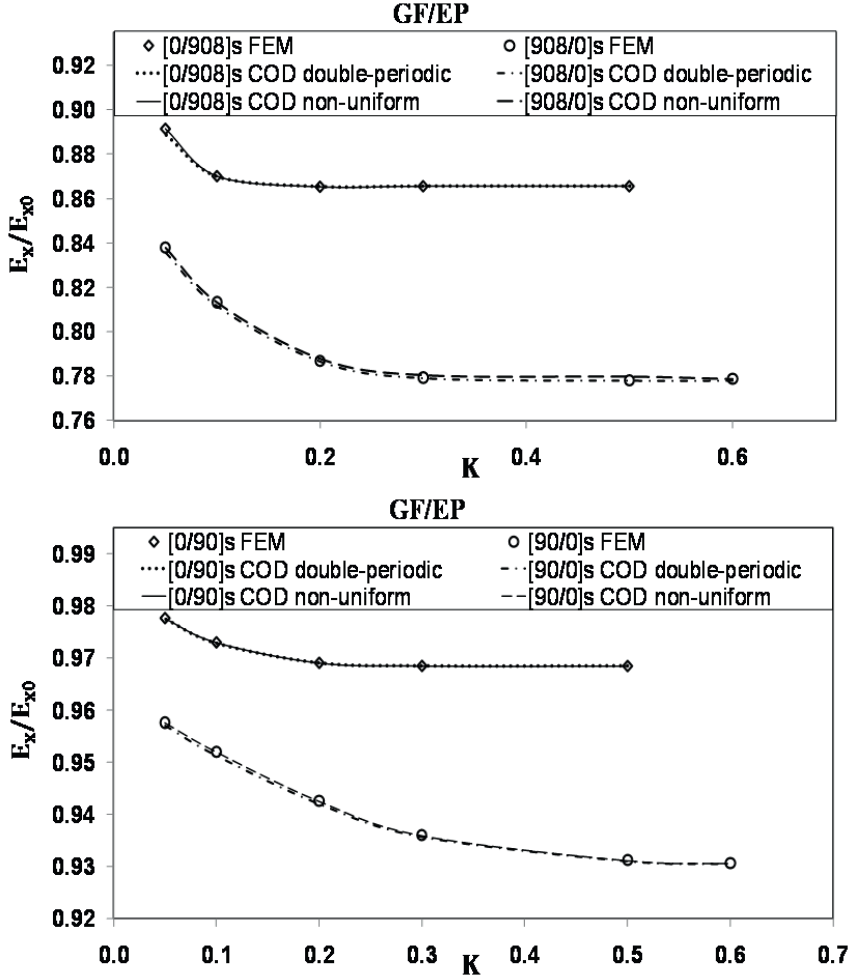 GF/EP
[0/908]s FEM [908/0]s FEM
[0/908]s COD double-periodic [908/0]s COD double-periodic
[0/908]s COD non-uniform [908/0]s COD non-uniform
0.92
0.90
0.88
0.86
0.84
0.82
0.80
0.78
0.76
Ex/Ex0
0.0 0.2 0.4 0.6
K
GF/EP
[0/90]s FEM [90/0]s FEM
[0/90]s COD double-periodic [90/0]s COD double-periodic
[0/90]s COD non-uniform [90/0]s COD non-uniform
0.99
0.98
0.97
0.96
0.95
0.94
0.93
0.92
Ex/Ex0
0.0 0.1 0.2 0.3 0.4 0.5 0.6 0.7
K